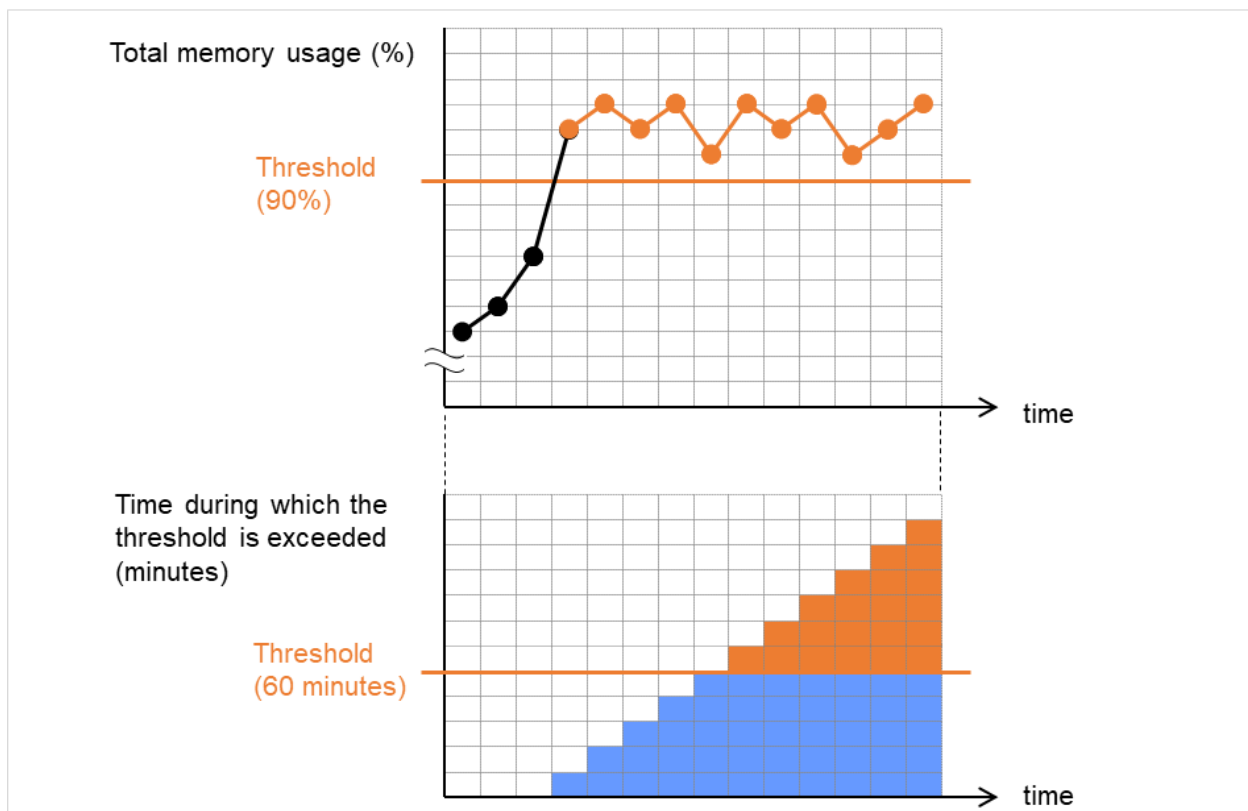 Total memory usage (%)
Threshold
(90%)
time
Time during which the
threshold is exceeded
(minutes)
Threshold
(60 minutes)
time